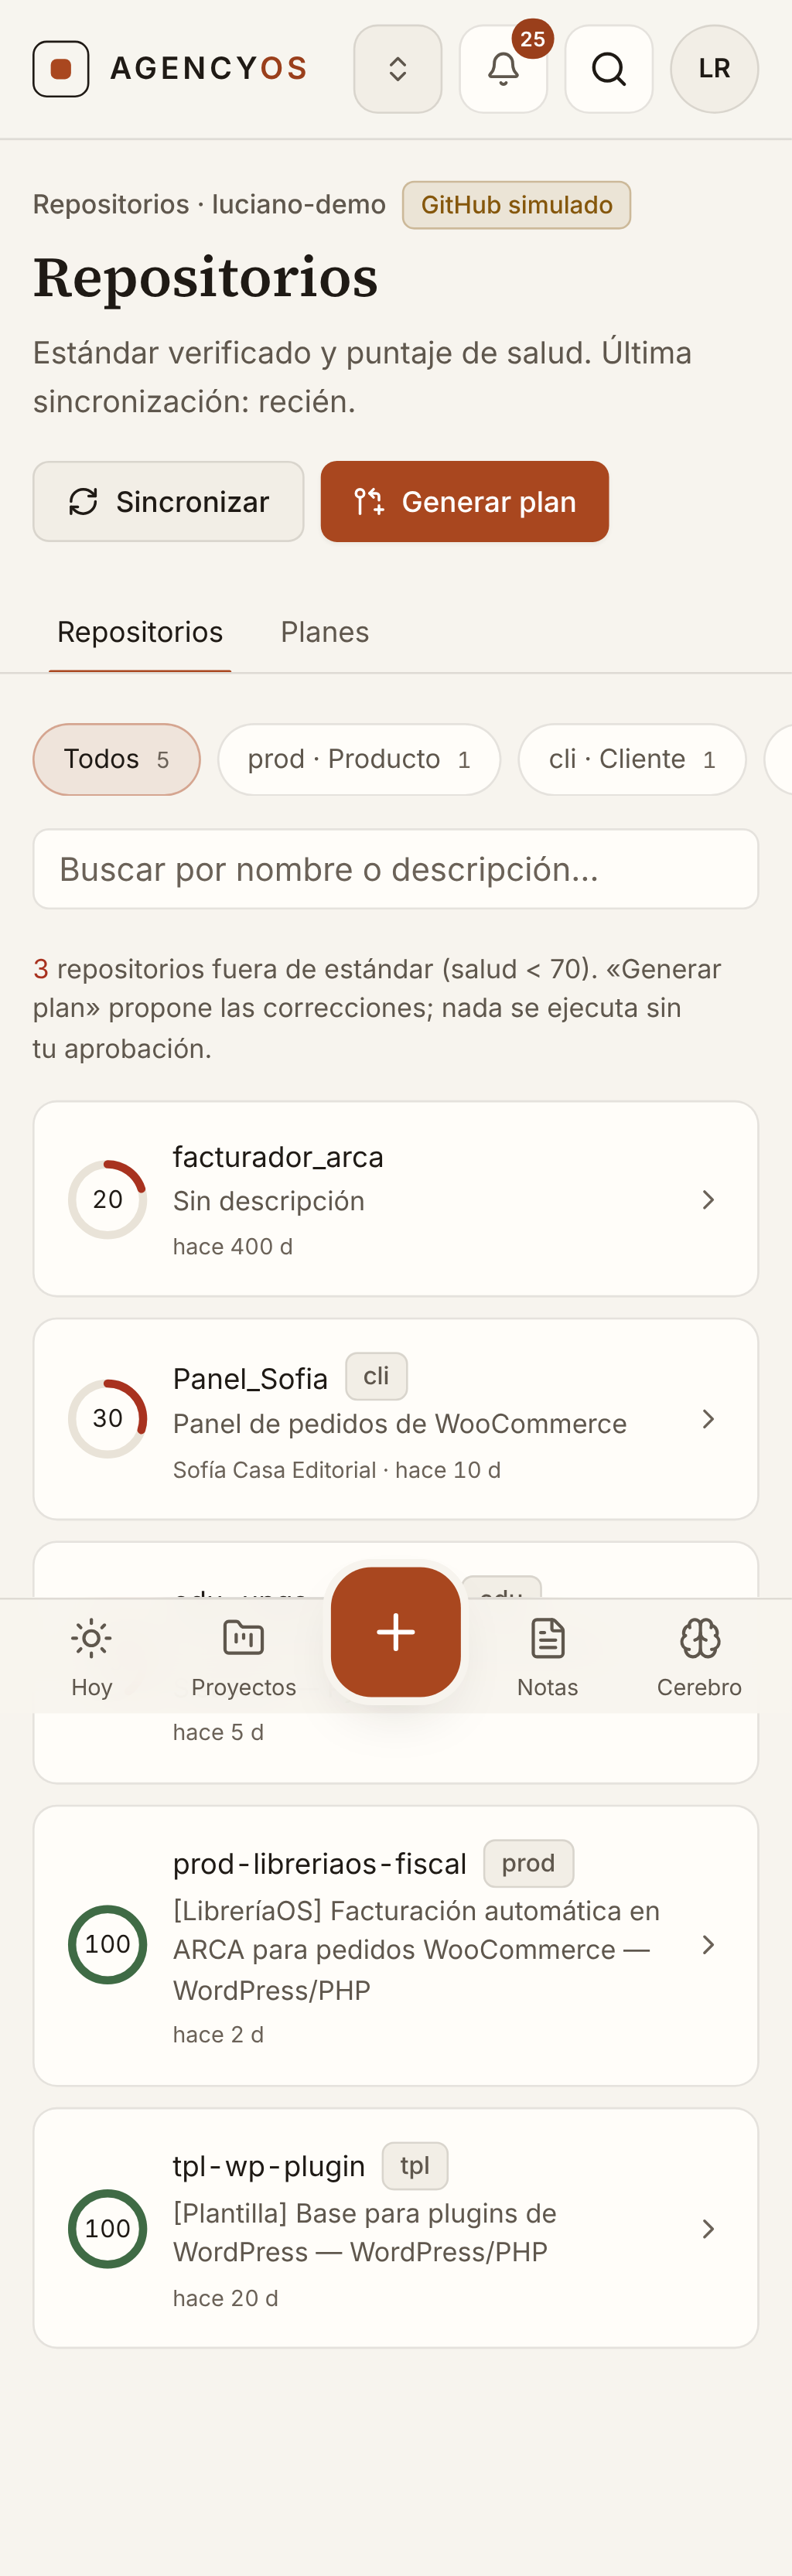 AGENCYOS
25
LR
Repositorios · luciano-demo
GitHub simulado
Repositorios
Estándar verificado y puntaje de salud. Última
sincronización: recién.
Sincronizar
Generar plan
Repositorios
Planes
Todos 5
prod · Producto 1
cli · Cliente 1
Buscar por nombre o descripción...
3 repositorios fuera de estándar (salud < 70). «Generar
plan» propone las correcciones; nada se ejecuta sin
tu aprobación.
20
facturador_arca
Sin descripción
hace 400 d
30
Panel_Sofia
cli
Panel de pedidos de WooCommerce
Sofía Casa Editorial · hace 10 d
Hoy
Proyectos
Notas
Cerebro
hace 5 d
100
prod-libreriaos-fiscal
prod
[LibreríaOS] Facturación automática en
ARCA para pedidos WooCommerce —
WordPress/PHP
hace 2 d
100
tpl-wp-plugin
tpl
[Plantilla] Base para plugins de
WordPress — WordPress/PHP
hace 20 d